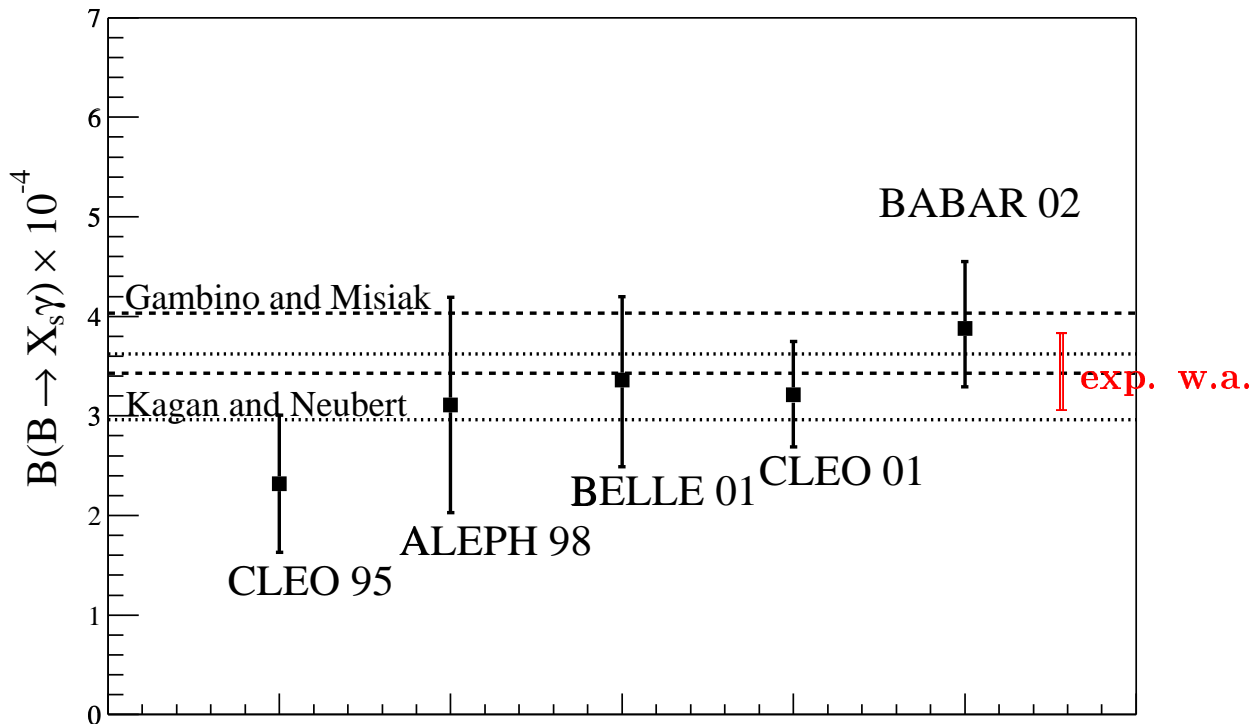 B(B → X_sγ) × 10^-4
7
6
5
4
3
2
1
0
BABAR 02
Gambino and Misiak
exp. w.a.
Kagan and Neubert
CLEO 01
BELLE 01
ALEPH 98
CLEO 95